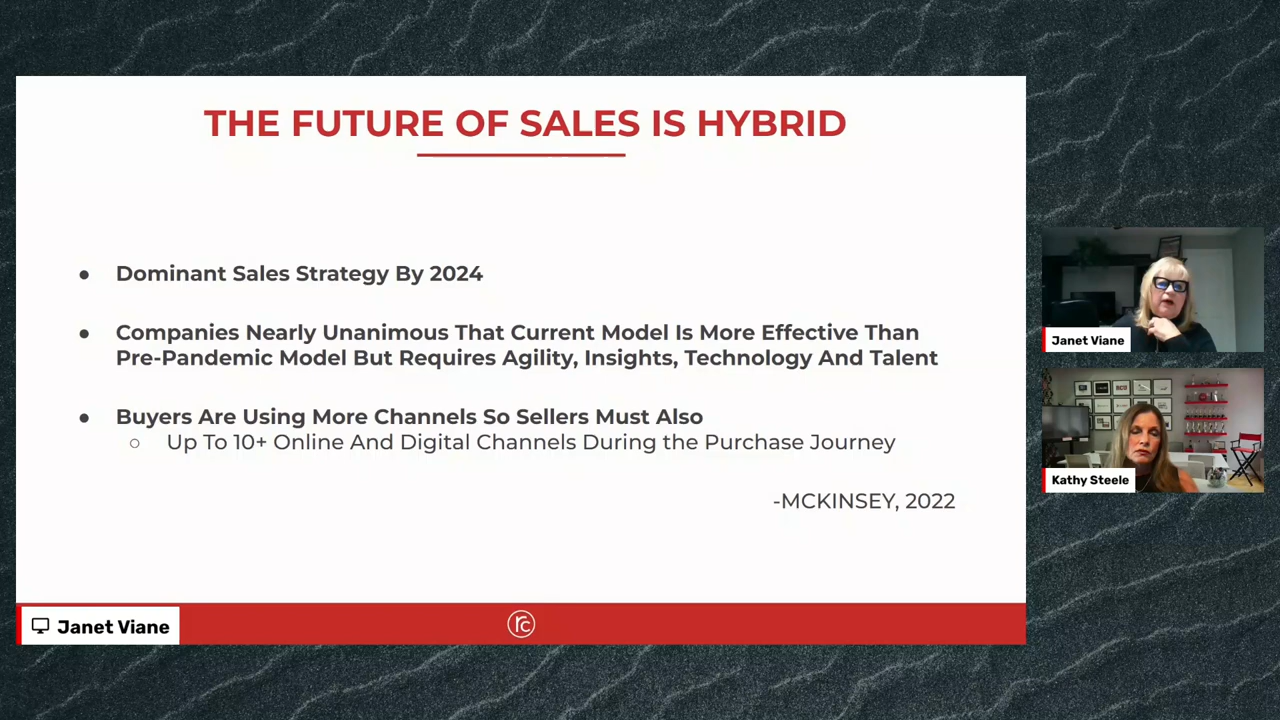 THE FUTURE OF SALES IS HYBRID
● Dominant Sales Strategy By 2024
● Companies Nearly Unanimous That Current Model Is More Effective Than
Pre-Pandemic Model But Requires Agility, Insights, Technology And Talent
● Buyers Are Using More Channels So Sellers Must Also
○ Up To 10+ Online And Digital Channels During the Purchase Journey
-MCKINSEY, 2022
Janet Viane
rc
Janet Viane
Kathy Steele